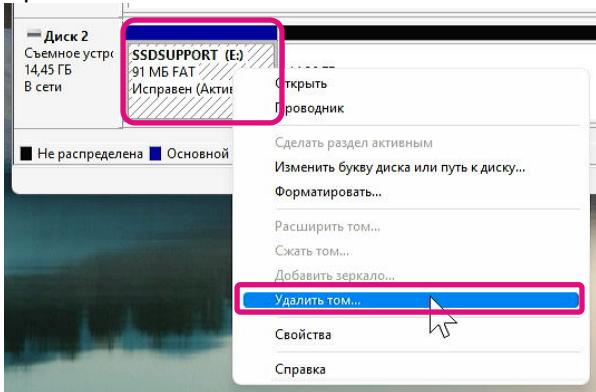 Диск 2
Съемное устро
14,45 ГБ
В сети
SSDSUPPORT (E:)
91 МБ FAT
Исправен (Актив
Не распределена Основной
Открыть
Проводник
Сделать раздел активным
Изменить букву диска или путь к диску...
Форматировать...
Расширить том...
Сжать том...
Добавить зеркало...
Удалить том...
Свойства
Справка